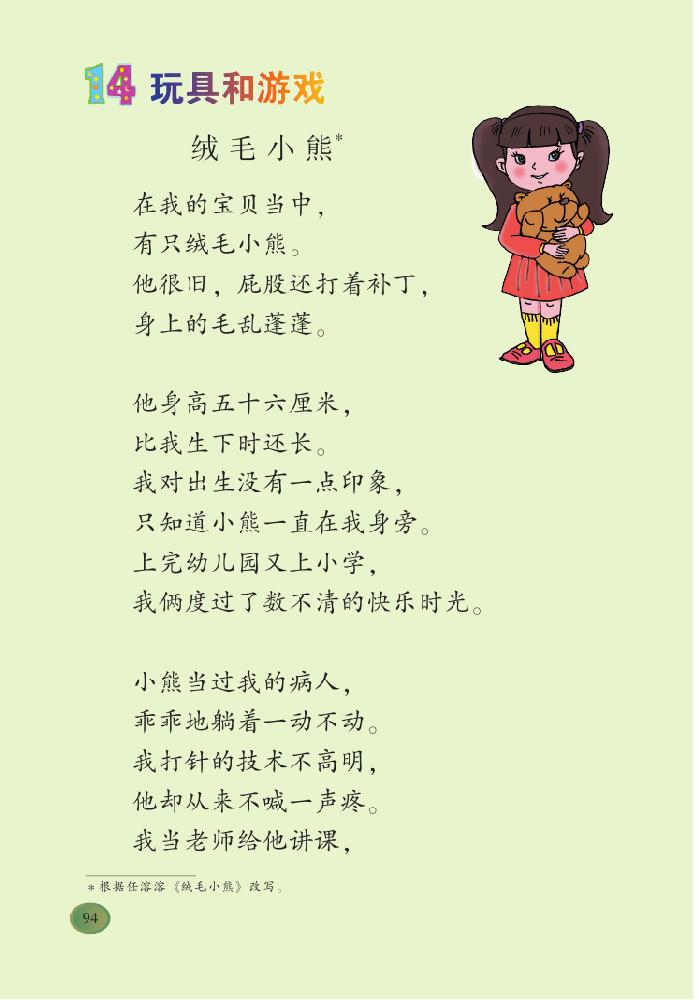 14 玩具和游戏
绒毛小熊*
在我的宝贝当中，
有只绒毛小熊。
他很旧，屁股还打着补丁，
身上的毛乱蓬蓬。
他身高五十六厘米，
比我生下时还长。
我对出生没有一点印象，
只知道小熊一直在我身旁。
上完幼儿园又上小学，
我俩度过了数不清的快乐时光。
小熊当过我的病人，
乖乖地躺着一动不动。
我打针的技术不高明，
他却从来不喊一声疼。
我当老师给他讲课，
* 根据任溶溶《绒毛小熊》改写。
94